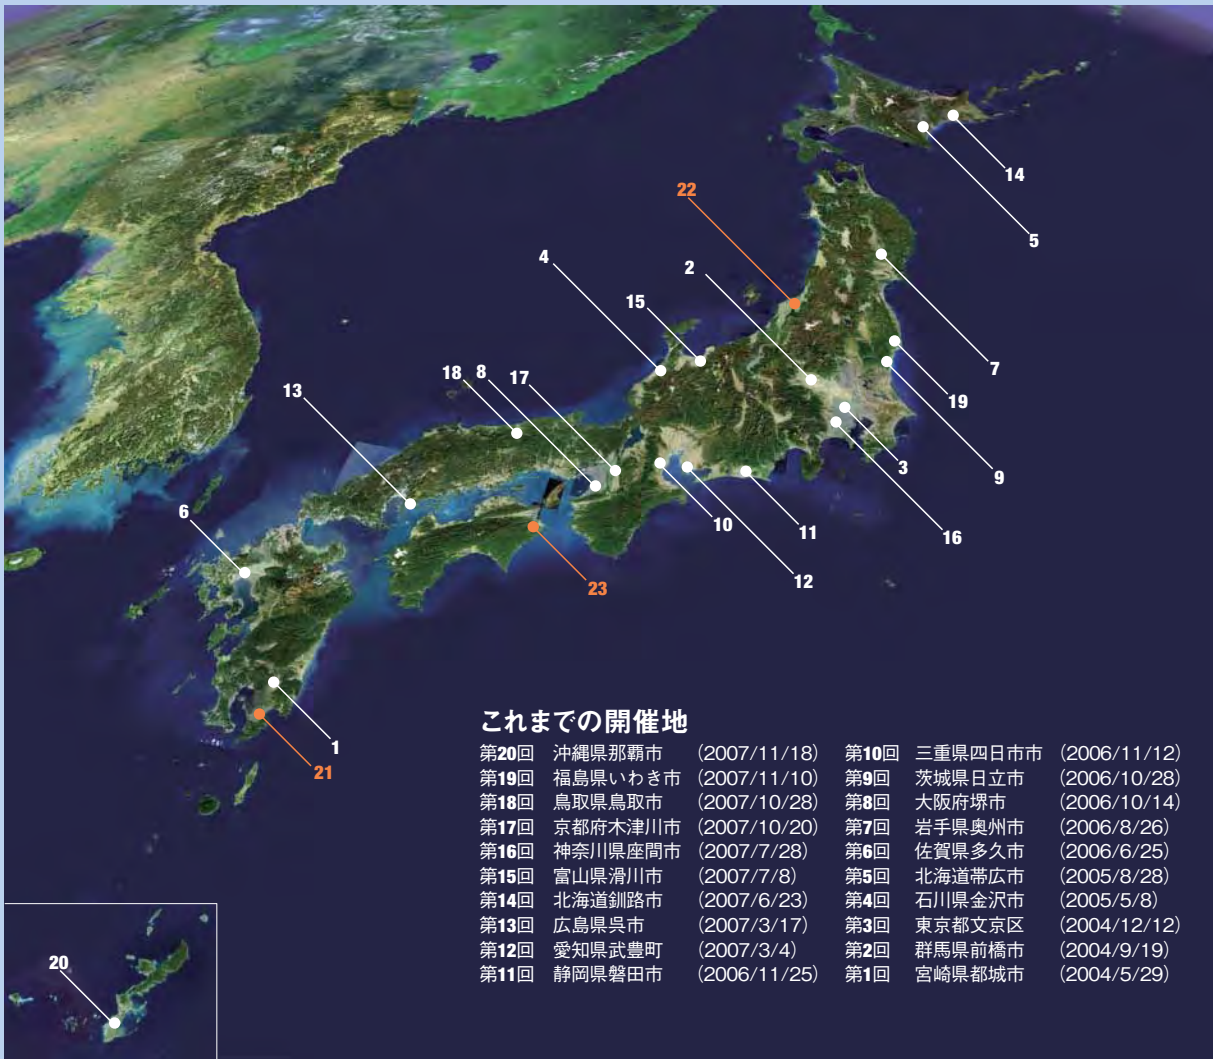 22
14
5
4
2
15
7
18
8
17
13
19
3
9
6
10
11
16
12
23
1
21
20
これまでの開催地
第20回 沖縄県那覇市 (2007/11/18)
第19回 福島県いわき市 (2007/11/10)
第18回 鳥取県鳥取市 (2007/10/28)
第17回 京都府木津川市 (2007/10/20)
第16回 神奈川県座間市 (2007/7/28)
第15回 富山県滑川市 (2007/7/8)
第14回 北海道釧路市 (2007/6/23)
第13回 広島県呉市 (2007/3/17)
第12回 愛知県武豊町 (2007/3/4)
第11回 静岡県磐田市 (2006/11/25)
第10回 三重県四日市市 (2006/11/12)
第9回 茨城県日立市 (2006/10/28)
第8回 大阪府堺市 (2006/10/14)
第7回 岩手県奥州市 (2006/8/26)
第6回 佐賀県多久市 (2006/6/25)
第5回 北海道帯広市 (2005/8/28)
第4回 石川県金沢市 (2005/5/8)
第3回 東京都文京区 (2004/12/12)
第2回 群馬県前橋市 (2004/9/19)
第1回 宮崎県都城市 (2004/5/29)